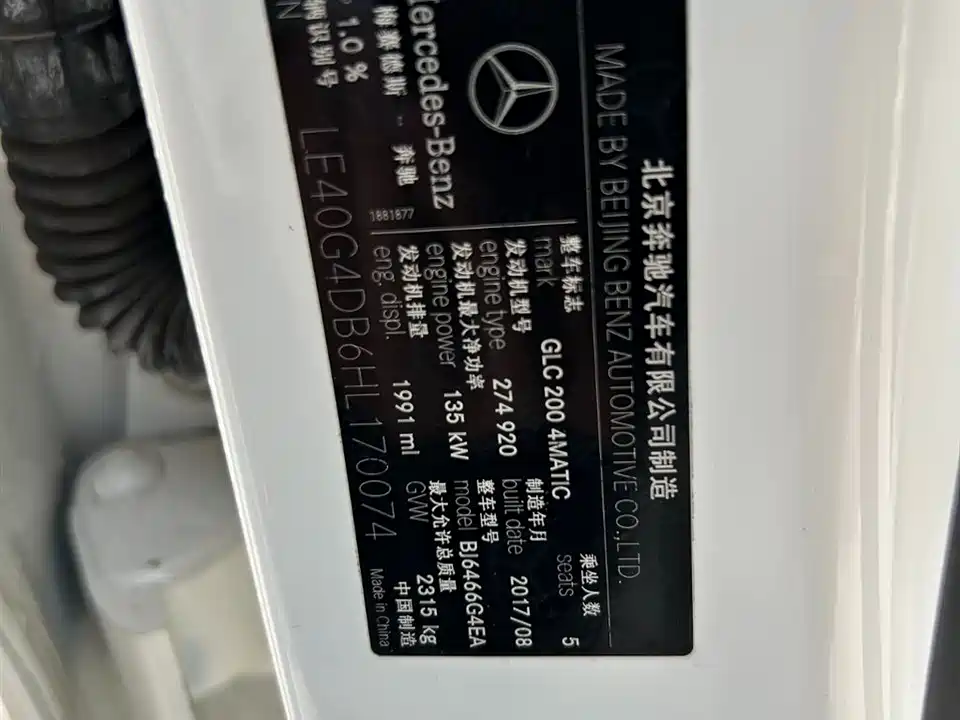 北京奔驰汽车有限公司制造
MADE BY BEIJING BENZ AUTOMOTIVE CO.,LTD.
Mercedes-Benz
梅赛德斯 -- 奔驰
1881877
整车标志
mark GLC 200 4MATIC
乘坐人数
seats 5
发动机型号
engine type 274 920
制造年月
built date 2017/08
发动机最大净功率
engine power 135 kW
整车型号
model BJ6466G4EA
发动机排量
eng. displ. 1991 ml
最大允许总质量
GVW 2315 kg
1.0 %
中国制造
Made in China
车辆识别号
LE40G4DB6HL170074